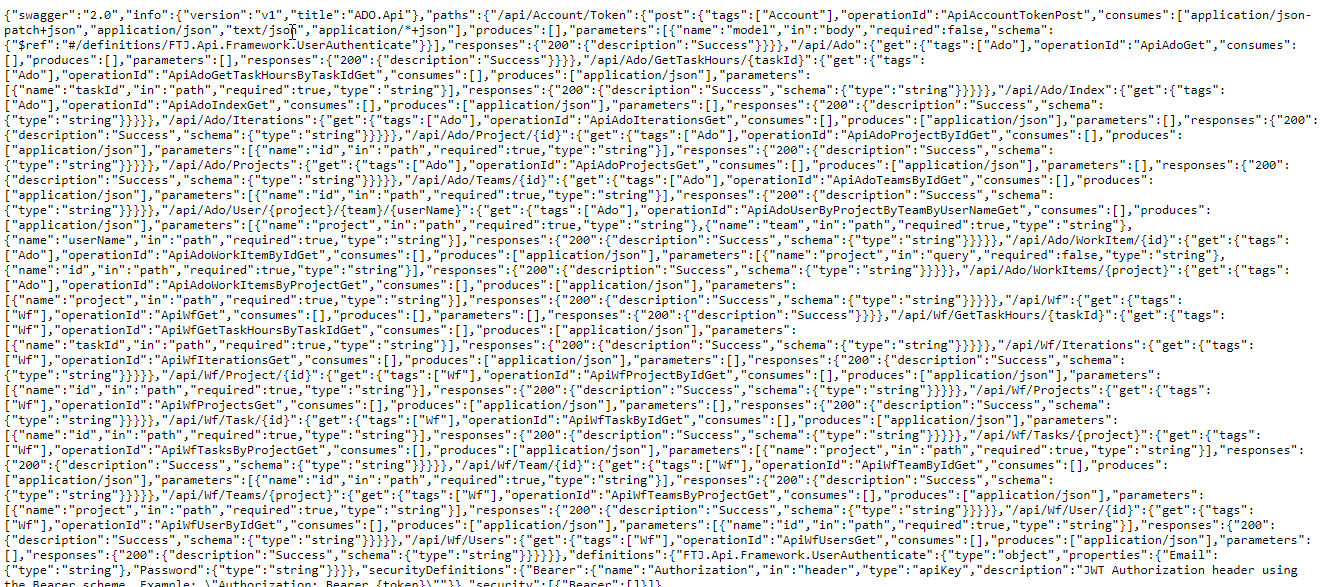 {"swagger":"2.0","info":{"version":"v1","title":"ADO.Api"},"paths":{"/api/Account/Token":{"post":{"tags":["Account"],"operationId":"ApiAccountTokenPost","consumes":["application/json-
patch+json","application/json","text/json","application/*+json"],"produces":[],"parameters":[{"name":"model","in":"body","required":false,"schema":
{"$ref":"#/definitions/FTJ.Api.Framework.UserAuthenticate"}}],"responses":{"200":{"description":"Success"}}}},"/api/Ado":{"get":{"tags":["Ado"],"operationId":"ApiAdoGet","consumes":
[],"produces":[],"parameters":[],"responses":{"200":{"description":"Success"}}}},"/api/Ado/GetTaskHours/{taskId}":{"get":{"tags":
["Ado"],"operationId":"ApiAdoGetTaskHoursByTaskIdGet","consumes":[],"produces":["application/json"],"parameters":
[{"name":"taskId","in":"path","required":true,"type":"string"}],"responses":{"200":{"description":"Success","schema":{"type":"string"}}}}},"/api/Ado/Index":{"get":{"tags":
["Ado"],"operationId":"ApiAdoIndexGet","consumes":[],"produces":["application/json"],"parameters":[],"responses":{"200":{"description":"Success","schema":
{"type":"string"}}}}},"/api/Ado/Iterations":{"get":{"tags":["Ado"],"operationId":"ApiAdoIterationsGet","consumes":[],"produces":["application/json"],"parameters":[],"responses":{"200":
{"description":"Success","schema":{"type":"string"}}}}},"/api/Ado/Project/{id}":{"get":{"tags":["Ado"],"operationId":"ApiAdoProjectByIdGet","consumes":[],"produces":
["application/json"],"parameters":[{"name":"id","in":"path","required":true,"type":"string"}],"responses":{"200":{"description":"Success","schema":
{"type":"string"}}}}},"/api/Ado/Projects":{"get":{"tags":["Ado"],"operationId":"ApiAdoProjectsGet","consumes":[],"produces":["application/json"],"parameters":[],"responses":{"200":
{"description":"Success","schema":{"type":"string"}}}}},"/api/Ado/Teams/{id}":{"get":{"tags":["Ado"],"operationId":"ApiAdoTeamsByIdGet","consumes":[],"produces":
["application/json"],"parameters":[{"name":"id","in":"path","required":true,"type":"string"}],"responses":{"200":{"description":"Success","schema":
{"type":"string"}}}}},"/api/Ado/User/{project}/{team}/{userName}":{"get":{"tags":["Ado"],"operationId":"ApiAdoUserByProjectByTeamByUserNameGet","consumes":[],"produces":
["application/json"],"parameters":[{"name":"project","in":"path","required":true,"type":"string"},{"name":"team","in":"path","required":true,"type":"string"},
{"name":"userName","in":"path","required":true,"type":"string"}],"responses":{"200":{"description":"Success","schema":{"type":"string"}}}}},"/api/Ado/WorkItem/{id}":{"get":{"tags":
["Ado"],"operationId":"ApiAdoWorkItemByIdGet","consumes":[],"produces":["application/json"],"parameters":[{"name":"project","in":"query","required":false,"type":"string"},
{"name":"id","in":"path","required":true,"type":"string"}],"responses":{"200":{"description":"Success","schema":{"type":"string"}}}}},"/api/Ado/WorkItems/{project}":{"get":{"tags":
["Ado"],"operationId":"ApiAdoWorkItemsByProjectGet","consumes":[],"produces":["application/json"],"parameters":
[{"name":"project","in":"path","required":true,"type":"string"}],"responses":{"200":{"description":"Success","schema":{"type":"string"}}}}},"/api/Wf":{"get":{"tags":
["Wf"],"operationId":"ApiWfGet","consumes":[],"produces":[],"parameters":[],"responses":{"200":{"description":"Success"}}}},"/api/Wf/GetTaskHours/{taskId}":{"get":{"tags":
["Wf"],"operationId":"ApiWfGetTaskHoursByTaskIdGet","consumes":[],"produces":["application/json"],"parameters":
[{"name":"taskId","in":"path","required":true,"type":"string"}],"responses":{"200":{"description":"Success","schema":{"type":"string"}}}}},"/api/Wf/Iterations":{"get":{"tags":
["Wf"],"operationId":"ApiWfIterationsGet","consumes":[],"produces":["application/json"],"parameters":[],"responses":{"200":{"description":"Success","schema":
{"type":"string"}}}}},"/api/Wf/Project/{id}":{"get":{"tags":["Wf"],"operationId":"ApiWfProjectByIdGet","consumes":[],"produces":["application/json"],"parameters":
[{"name":"id","in":"path","required":true,"type":"string"}],"responses":{"200":{"description":"Success","schema":{"type":"string"}}}}},"/api/Wf/Projects":{"get":{"tags":
["Wf"],"operationId":"ApiWfProjectsGet","consumes":[],"produces":["application/json"],"parameters":[],"responses":{"200":{"description":"Success","schema":
{"type":"string"}}}}},"/api/Wf/Task/{id}":{"get":{"tags":["Wf"],"operationId":"ApiWfTaskByIdGet","consumes":[],"produces":["application/json"],"parameters":
[{"name":"id","in":"path","required":true,"type":"string"}],"responses":{"200":{"description":"Success","schema":{"type":"string"}}}}},"/api/Wf/Tasks/{project}":{"get":{"tags":
["Wf"],"operationId":"ApiWfTasksByProjectGet","consumes":[],"produces":["application/json"],"parameters":[{"name":"project","in":"path","required":true,"type":"string"}],"responses":
{"200":{"description":"Success","schema":{"type":"string"}}}}},"/api/Wf/Team/{id}":{"get":{"tags":["Wf"],"operationId":"ApiWfTeamByIdGet","consumes":[],"produces":
["application/json"],"parameters":[{"name":"id","in":"path","required":true,"type":"string"}],"responses":{"200":{"description":"Success","schema":
{"type":"string"}}}}},"/api/Wf/Teams/{project}":{"get":{"tags":["Wf"],"operationId":"ApiWfTeamsByProjectGet","consumes":[],"produces":["application/json"],"parameters":
[{"name":"project","in":"path","required":true,"type":"string"}],"responses":{"200":{"description":"Success","schema":{"type":"string"}}}}},"/api/Wf/User/{id}":{"get":{"tags":
["Wf"],"operationId":"ApiWfUserByIdGet","consumes":[],"produces":["application/json"],"parameters":[{"name":"id","in":"path","required":true,"type":"string"}],"responses":{"200":
{"description":"Success","schema":{"type":"string"}}}}},"/api/Wf/Users":{"get":{"tags":["Wf"],"operationId":"ApiWfUsersGet","consumes":[],"produces":["application/json"],"parameters":
[],"responses":{"200":{"description":"Success","schema":{"type":"string"}}}}}},"definitions":{"FTJ.Api.Framework.UserAuthenticate":{"type":"object","properties":{"Email":
{"type":"string"},"Password":{"type":"string"}}}},"securityDefinitions":{"Bearer":{"name":"Authorization","in":"header","type":"apiKey","description":"JWT Authorization header using
the Bearer scheme. Example: \"Authorization: Bearer {token}\""}},"security":[{"Bearer":[]}]}